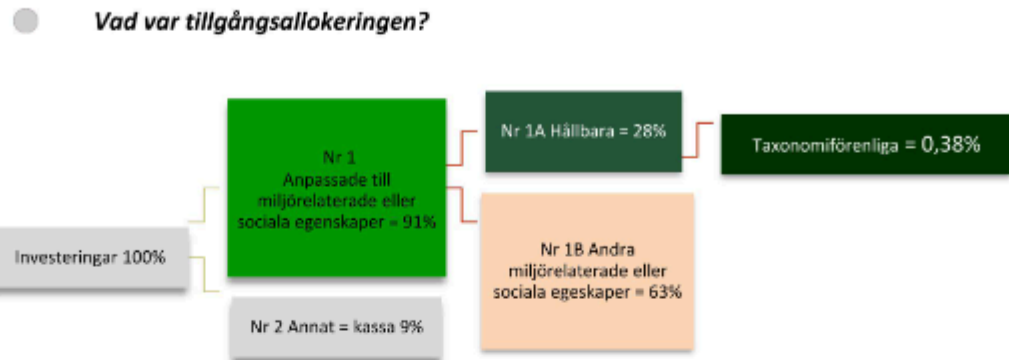 Vad var tillgångsallokeringen?
Investeringar 100%
Nr 1
Anpassade till
miljörelaterade eller
sociala egenskaper = 91%
Nr 2 Annat = kassa 9%
Nr 1A Hållbara = 28%
Nr 1B Andra
miljörelaterade eller
sociala egeskaper = 63%
Taxonomiförenliga = 0,38%